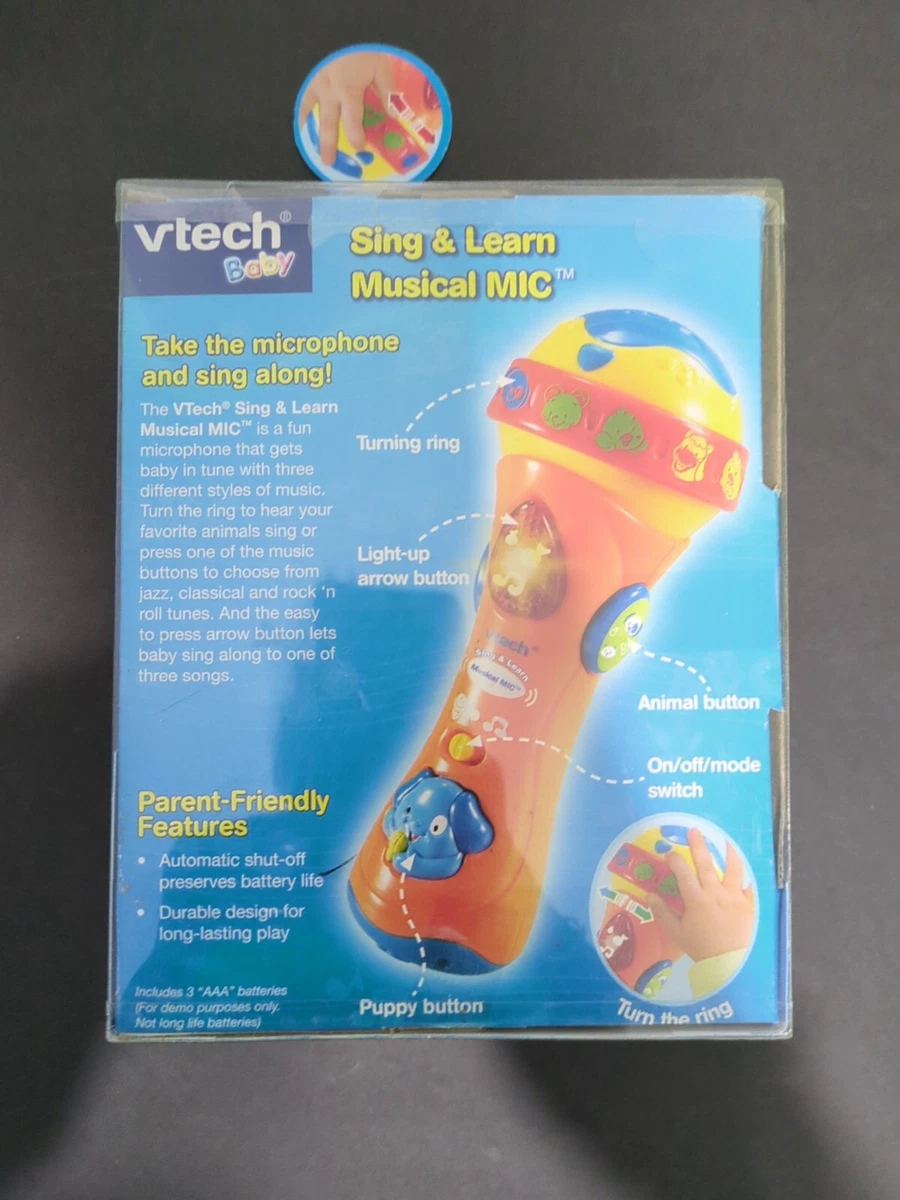 vtech®
Baby
Sing & Learn
Musical MIC™
Take the microphone
and sing along!
The VTech® Sing & Learn
Musical MIC™ is a fun
microphone that gets
baby in tune with three
different styles of music.
Turn the ring to hear your
favorite animals sing or
press one of the music
buttons to choose from
jazz, classical and rock 'n
roll tunes. And the easy
to press arrow button lets
baby sing along to one of
three songs.
Turning ring
Light-up
arrow button
vtech®
Sing & Learn
Musical MIC™
Animal button
On/off/mode
switch
Parent-Friendly
Features
• Automatic shut-off
preserves battery life
• Durable design for
long-lasting play
Includes 3 "AAA" batteries
(For demo purposes only.
Not long life batteries)
Puppy button
Turn the ring